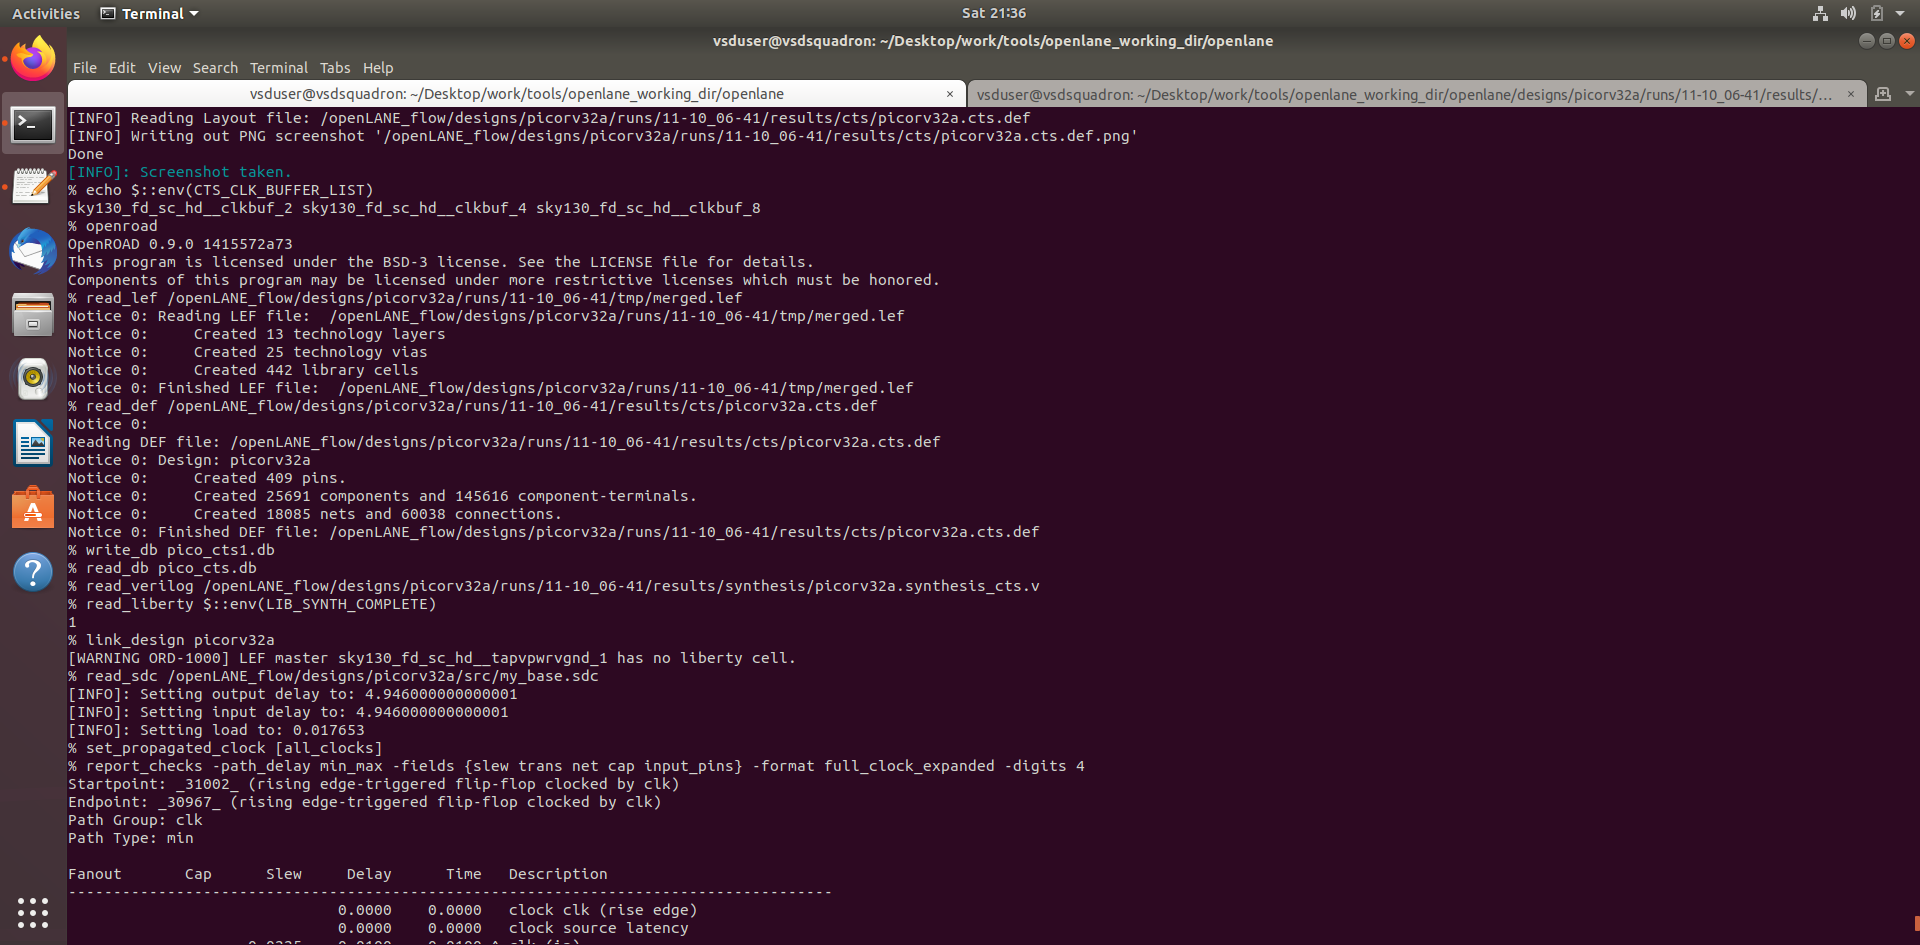 Activities Terminal Sat 21:36
vsduser@vsdsquadron: ~/Desktop/work/tools/openlane_working_dir/openlane
File Edit View Search Terminal Tabs Help
vsduser@vsdsquadron: ~/Desktop/work/tools/openlane_working_dir/openlane × vsduser@vsdsquadron: ~/Desktop/work/tools/openlane_working_dir/openlane/designs/picorv32a/runs/11-10_06-41/results/... ×
[INFO] Reading Layout file: /openLANE_flow/designs/picorv32a/runs/11-10_06-41/results/cts/picorv32a.cts.def
[INFO] Writing out PNG screenshot '/openLANE_flow/designs/picorv32a/runs/11-10_06-41/results/cts/picorv32a.cts.def.png'
Done
[INFO]: Screenshot taken.
% echo $::env(CTS_CLK_BUFFER_LIST)
sky130_fd_sc_hd__clkbuf_2 sky130_fd_sc_hd__clkbuf_4 sky130_fd_sc_hd__clkbuf_8
% openroad
OpenROAD 0.9.0 1415572a73
This program is licensed under the BSD-3 license. See the LICENSE file for details.
Components of this program may be licensed under more restrictive licenses which must be honored.
% read_lef /openLANE_flow/designs/picorv32a/runs/11-10_06-41/tmp/merged.lef
Notice 0: Reading LEF file:  /openLANE_flow/designs/picorv32a/runs/11-10_06-41/tmp/merged.lef
Notice 0:     Created 13 technology layers
Notice 0:     Created 25 technology vias
Notice 0:     Created 442 library cells
Notice 0: Finished LEF file:  /openLANE_flow/designs/picorv32a/runs/11-10_06-41/tmp/merged.lef
% read_def /openLANE_flow/designs/picorv32a/runs/11-10_06-41/results/cts/picorv32a.cts.def
Notice 0:
Reading DEF file: /openLANE_flow/designs/picorv32a/runs/11-10_06-41/results/cts/picorv32a.cts.def
Notice 0: Design: picorv32a
Notice 0:     Created 409 pins.
Notice 0:     Created 25691 components and 145616 component-terminals.
Notice 0:     Created 18085 nets and 60038 connections.
Notice 0: Finished DEF file: /openLANE_flow/designs/picorv32a/runs/11-10_06-41/results/cts/picorv32a.cts.def
% write_db pico_cts1.db
% read_db pico_cts.db
% read_verilog /openLANE_flow/designs/picorv32a/runs/11-10_06-41/results/synthesis/picorv32a.synthesis_cts.v
% read_liberty $::env(LIB_SYNTH_COMPLETE)
1
% link_design picorv32a
[WARNING ORD-1000] LEF master sky130_fd_sc_hd__tapvpwrvgnd_1 has no liberty cell.
% read_sdc /openLANE_flow/designs/picorv32a/src/my_base.sdc
[INFO]: Setting output delay to: 4.946000000000001
[INFO]: Setting input delay to: 4.946000000000001
[INFO]: Setting load to: 0.017653
% set_propagated_clock [all_clocks]
% report_checks -path_delay min_max -fields {slew trans net cap input_pins} -format full_clock_expanded -digits 4
Startpoint: _31002_ (rising edge-triggered flip-flop clocked by clk)
Endpoint: _30967_ (rising edge-triggered flip-flop clocked by clk)
Path Group: clk
Path Type: min
Fanout       Cap      Slew     Delay      Time   Description
-------------------------------------------------------------------------------------
0.0000    0.0000   clock clk (rise edge)
0.0000    0.0000   clock source latency